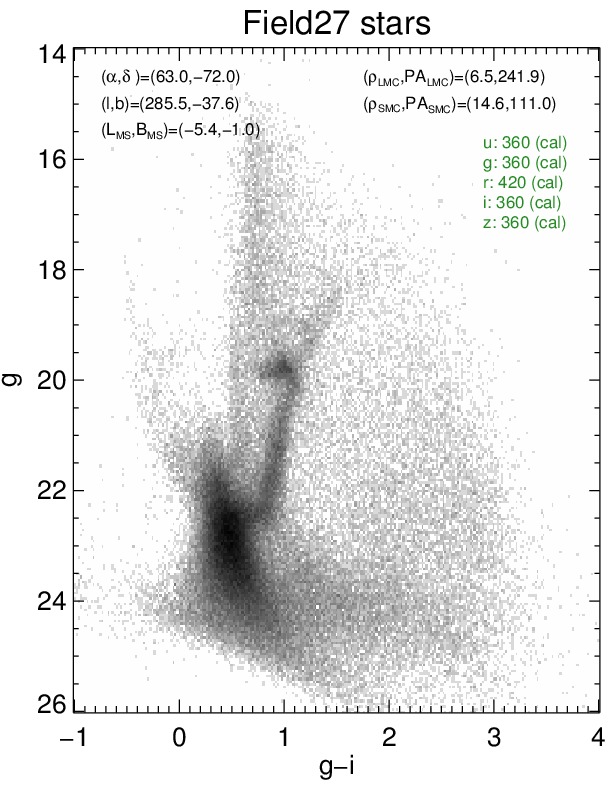 Field27 stars
(α,δ )=(63.0,−72.0)
(ρLMC,PALMC)=(6.5,241.9)
(l,b)=(285.5,−37.6)
(ρSMC,PASMC)=(14.6,111.0)
(LMS,BMS)=(−5.4,−1.0)
u: 360 (cal)
g: 360 (cal)
r: 420 (cal)
i: 360 (cal)
z: 360 (cal)
14
16
18
20
22
24
26
g
−1 0 1 2 3 4
g−i